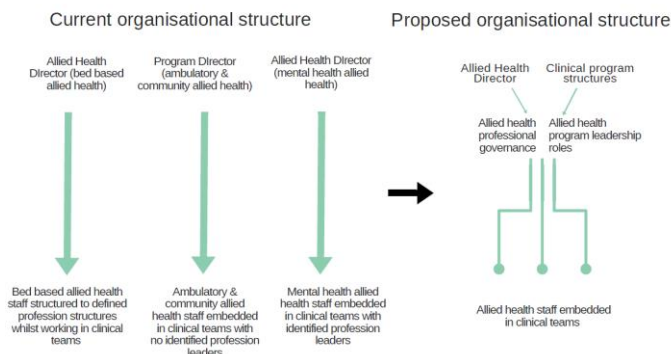 Current organisational structure
Proposed organisational structure
Allied Health
Director (bed based
allied health)
Program Director
(ambulatory &
community allied health)
Allied Health Director
(mental health allied
health)
Allied Health
Director
Clinical program
structures
Allied health
professional
governance
Allied health
program leadership
roles
Bed based allied health
staff structured to defined
profession structures
whilst working in clinical
teams
Ambulatory &
community allied
health staff embedded
in clinical teams with
no identified profession
leaders
Mental health allied
health staff embedded
in clinical teams with
identified profession
leaders
Allied health staff embedded
in clinical teams